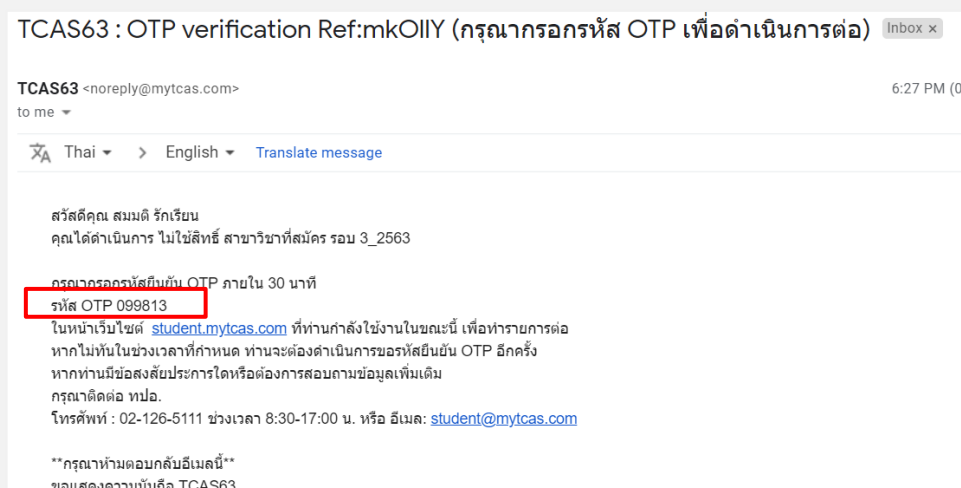 TCAS63 : OTP verification Ref:mkOllY (กรุณากรอกรหัส OTP เพื่อดำเนินการต่อ) Inbox ×
TCAS63 <noreply@mytcas.com> 6:27 PM (0
to me
Thai > English Translate message
สวัสดีคุณ สมมติ รักเรียน
คุณได้ดำเนินการ ไม่ใช้สิทธิ์ สาขาวิชาที่สมัคร รอบ 3_2563
กรุณากรอกรหัสยืนยัน OTP ภายใน 30 นาที
รหัส OTP 099813
ในหน้าเว็บไซต์ student.mytcas.com ที่ท่านกำลังใช้งานในขณะนี้ เพื่อทำรายการต่อ
หากไม่ทันในช่วงเวลาที่กำหนด ท่านจะต้องดำเนินการขอรหัสยืนยัน OTP อีกครั้ง
หากท่านมีข้อสงสัยประการใดหรือต้องการสอบถามข้อมูลเพิ่มเติม
กรุณาติดต่อ ทปอ.
โทรศัพท์ : 02-126-5111 ช่วงเวลา 8:30-17:00 น. หรือ อีเมล: student@mytcas.com
**กรุณาห้ามตอบกลับอีเมลนี้**
ขอแสดงความนับถือ TCAS63